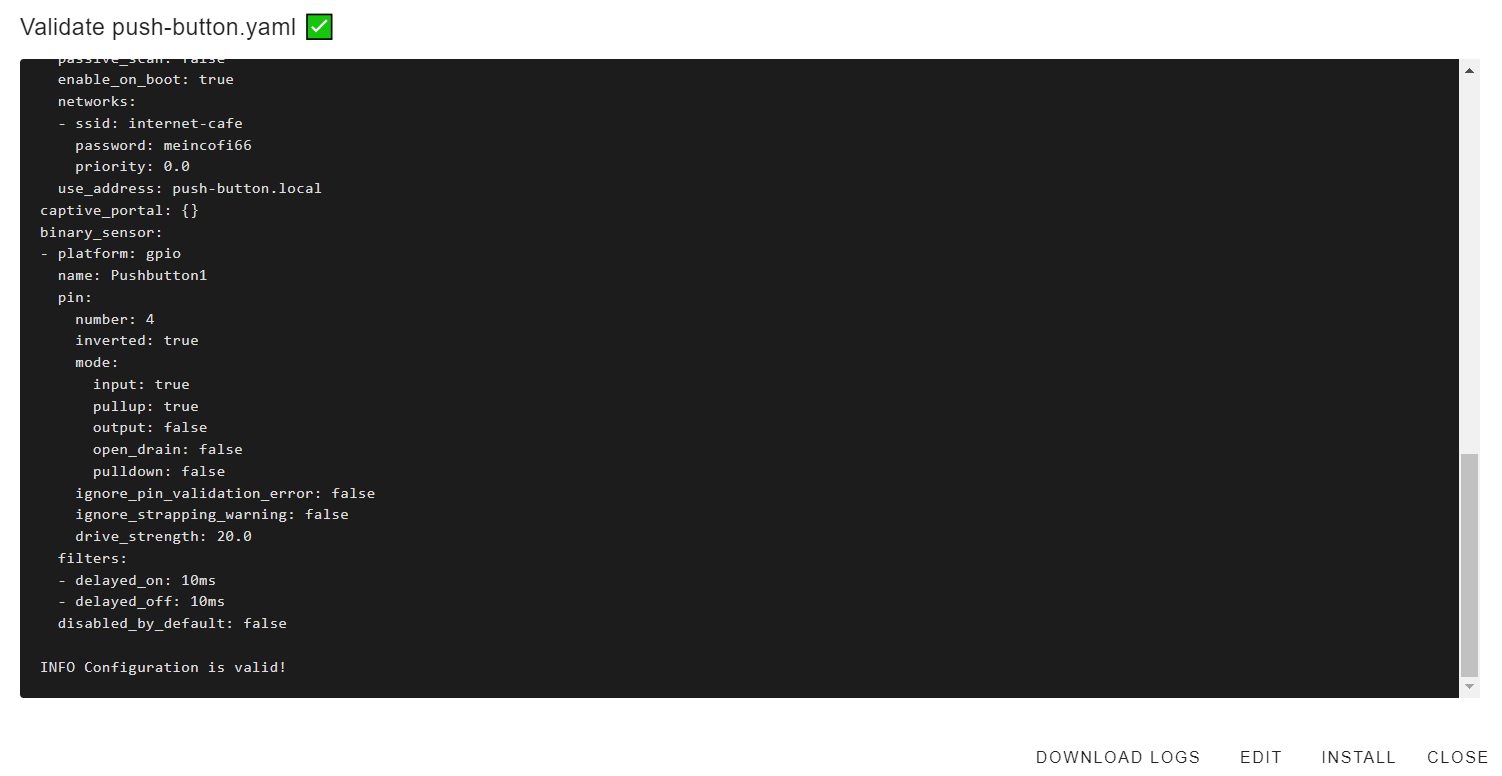 Validate push-button.yaml ✅
passive_scan: false
enable_on_boot: true
networks:
- ssid: internet-cafe
password: meincofi66
priority: 0.0
use_address: push-button.local
captive_portal: {}
binary_sensor:
- platform: gpio
name: Pushbutton1
pin:
number: 4
inverted: true
mode:
input: true
pullup: true
output: false
open_drain: false
pulldown: false
ignore_pin_validation_error: false
ignore_strapping_warning: false
drive_strength: 20.0
filters:
- delayed_on: 10ms
- delayed_off: 10ms
disabled_by_default: false
INFO Configuration is valid!
DOWNLOAD LOGS EDIT INSTALL CLOSE